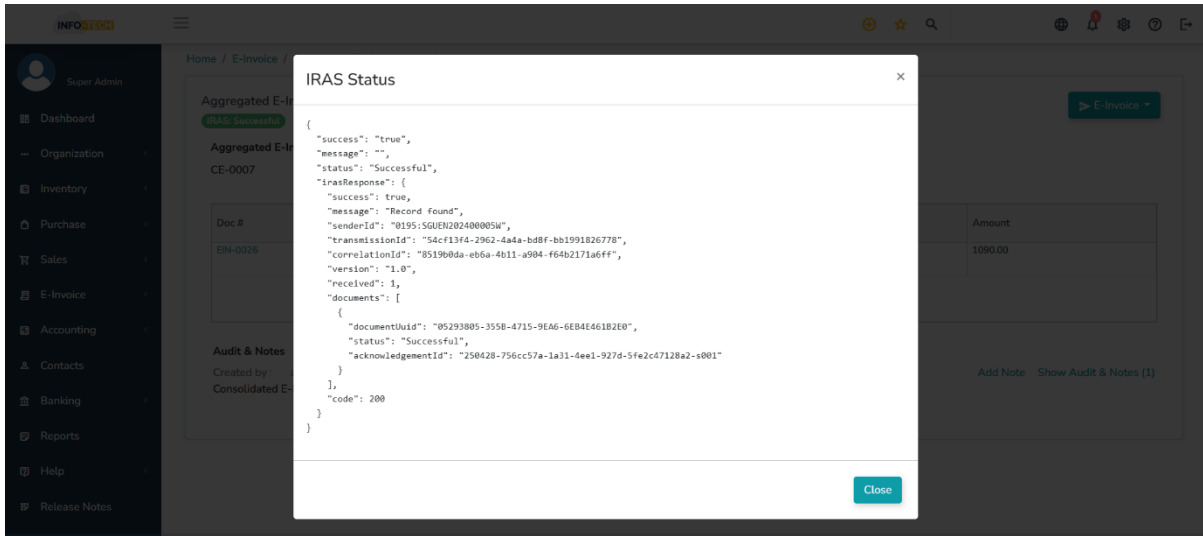 INFO-TECH
Super Admin
Dashboard
Organization
Inventory
Purchase
Sales
E-Invoice
Accounting
Contacts
Banking
Reports
Help
Release Notes
Home / E-Invoice /
Aggregated E-In
IRAS: Successful
E-Invoice
Aggregated E-In
CE-0007
Doc #
Amount
EIN-0026
1090.00
Audit & Notes
Created by :
Consolidated E-
Add Note Show Audit & Notes (1)
IRAS Status
×
{
"success": "true",
"message": "",
"status": "Successful",
"irasResponse": {
"success": true,
"message": "Record found",
"senderId": "0195:SGUEN202400005W",
"transmissionId": "54cf13f4-2962-4a4a-bd8f-bb1991826778",
"correlationId": "8519b0da-eb6a-4b11-a904-f64b2171a6ff",
"version": "1.0",
"received": 1,
"documents": [
{
"documentUuid": "05293805-355B-4715-9EA6-6EB4E461B2E0",
"status": "Successful",
"acknowledgementId": "250428-756cc57a-1a31-4ee1-927d-5fe2c47128a2-s001"
}
],
"code": 200
}
}
Close